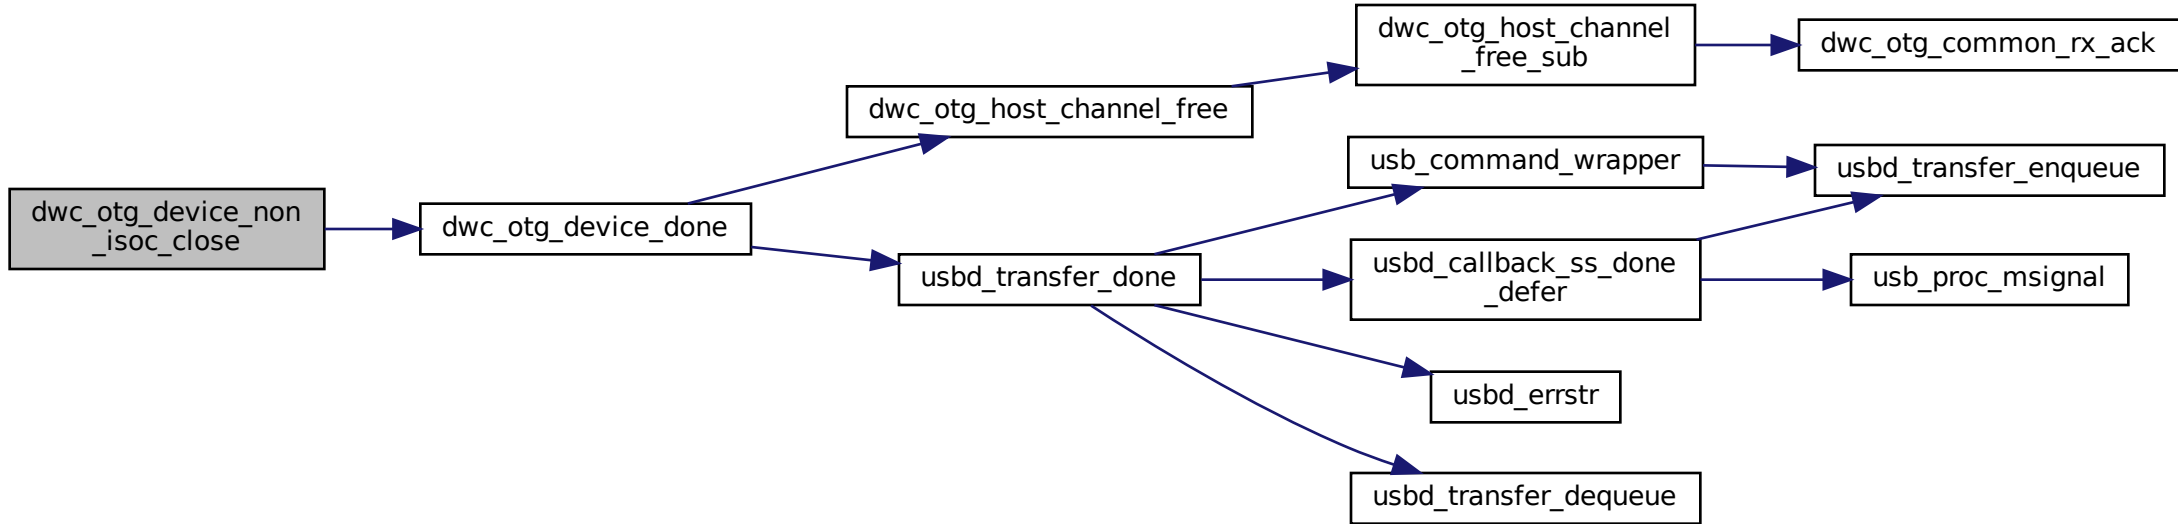 dwc_otg_device_non
_isoc_close
dwc_otg_device_done
dwc_otg_host_channel_free
usbd_transfer_done
dwc_otg_host_channel
_free_sub
usb_command_wrapper
usbd_callback_ss_done
_defer
usbd_errstr
usbd_transfer_dequeue
dwc_otg_common_rx_ack
usbd_transfer_enqueue
usb_proc_msignal